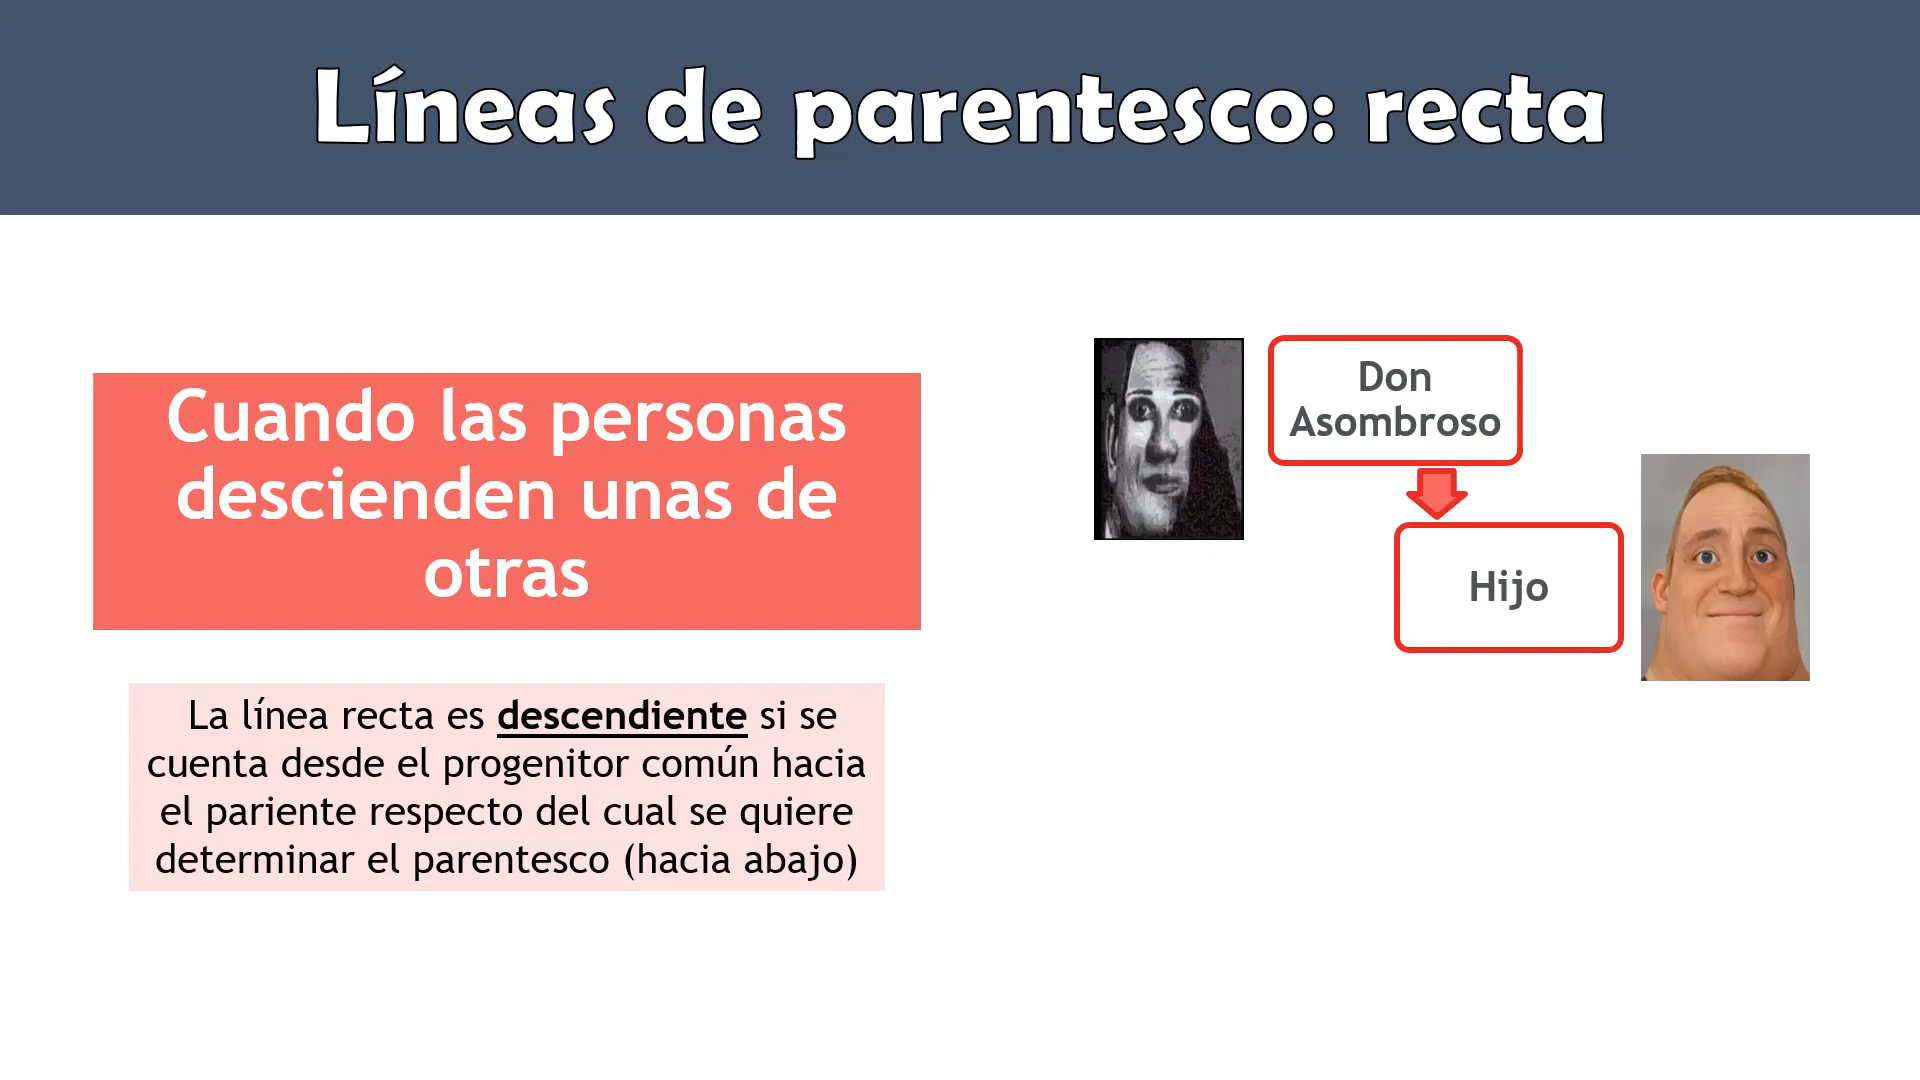 Líneas de parentesco: recta
Cuando las personas
descienden unas de
otras
La línea recta es descendiente si se
cuenta desde el progenitor común hacia
el pariente respecto del cual se quiere
determinar el parentesco (hacia abajo)
Don
Asombroso
Hijo